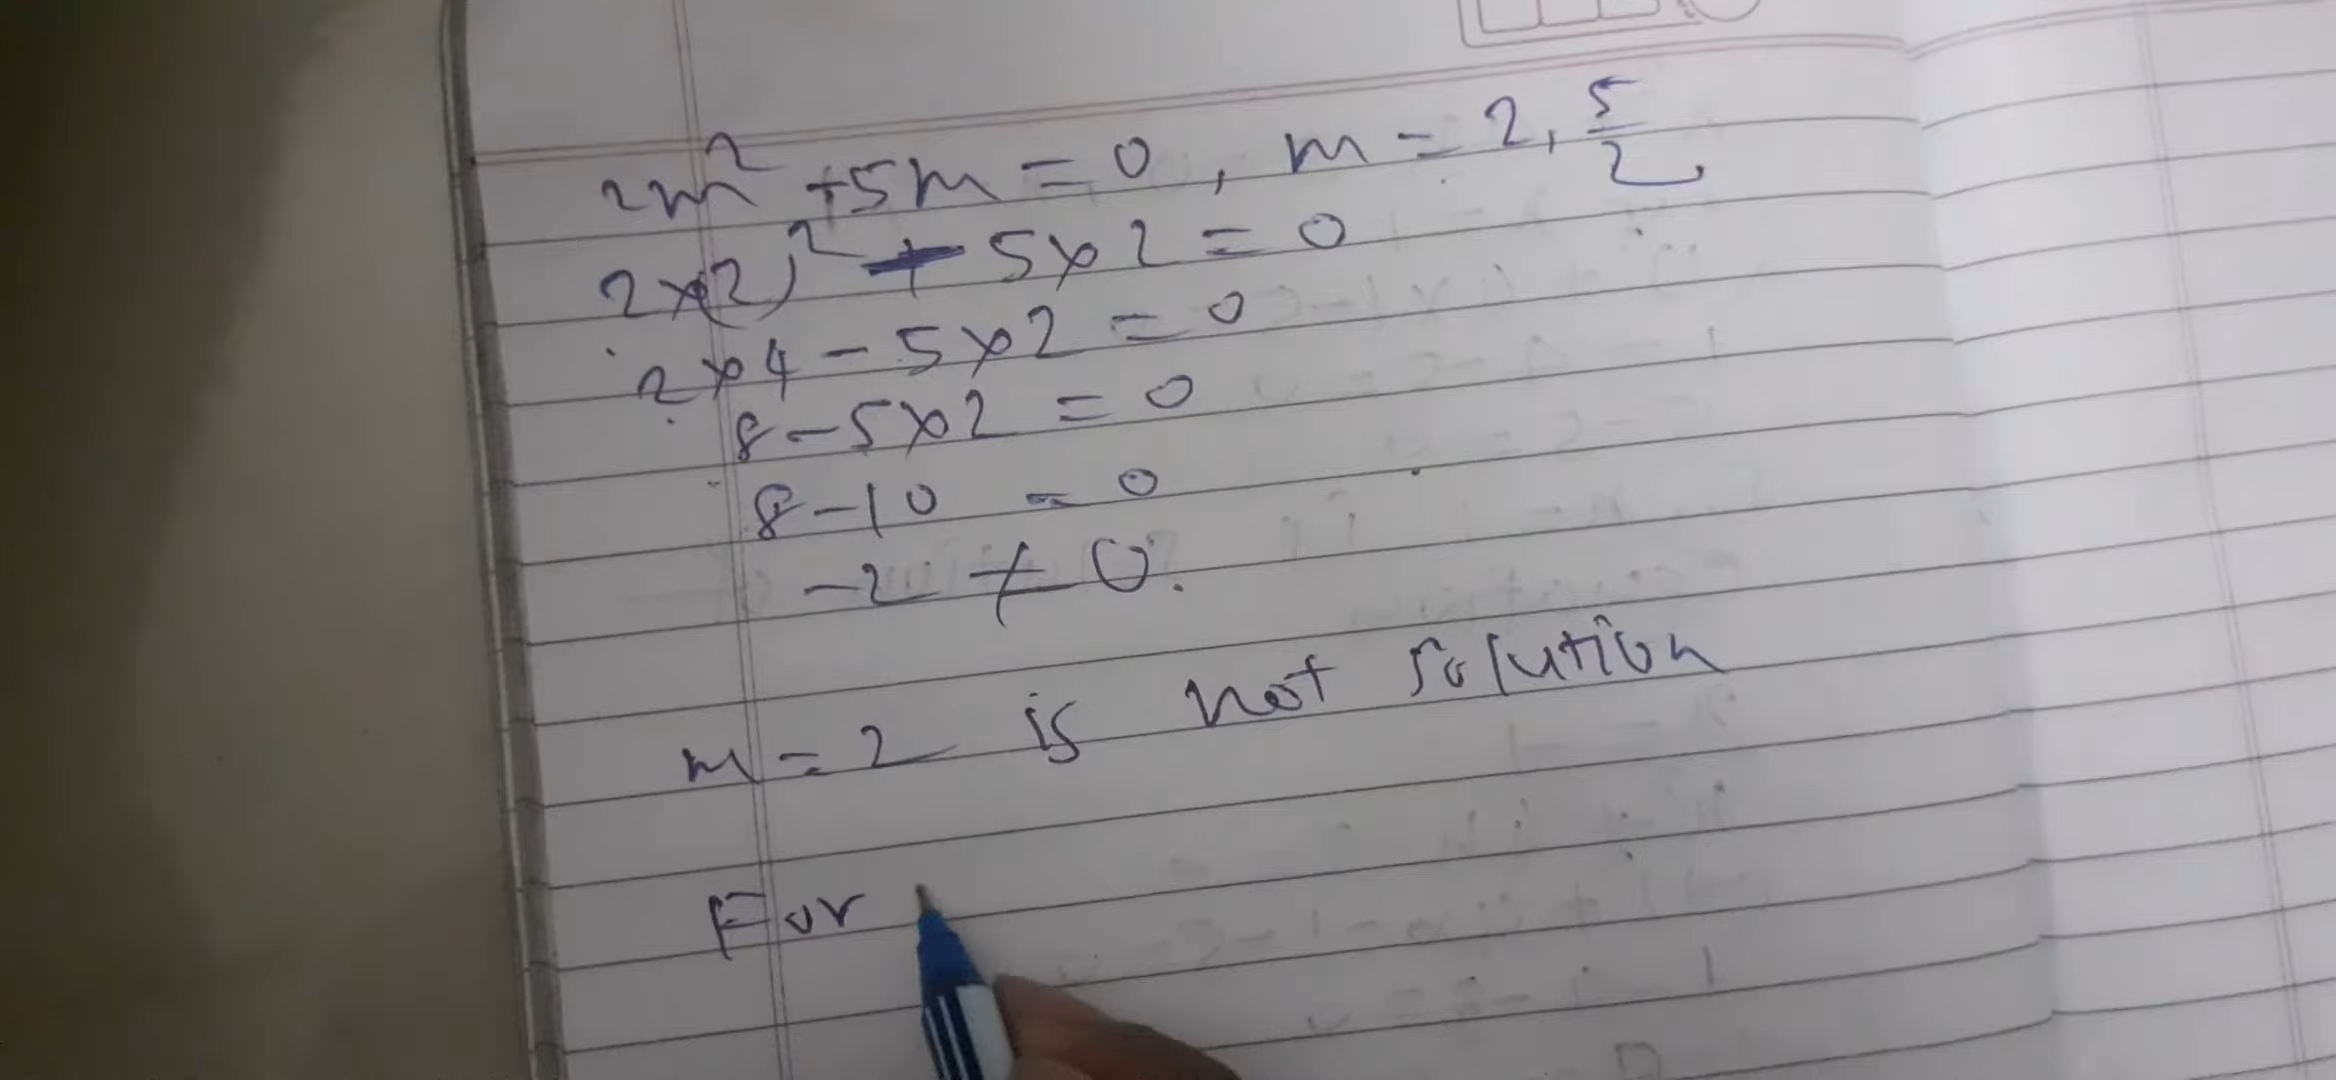 2m² +5m = 0, m = 2, 5/2
2×(2)² + 5×2 = 0
2×4 - 5×2 = 0
8-5×2 = 0
8-10 = 0
-2 ≠ 0.
m = 2 is not solution
For